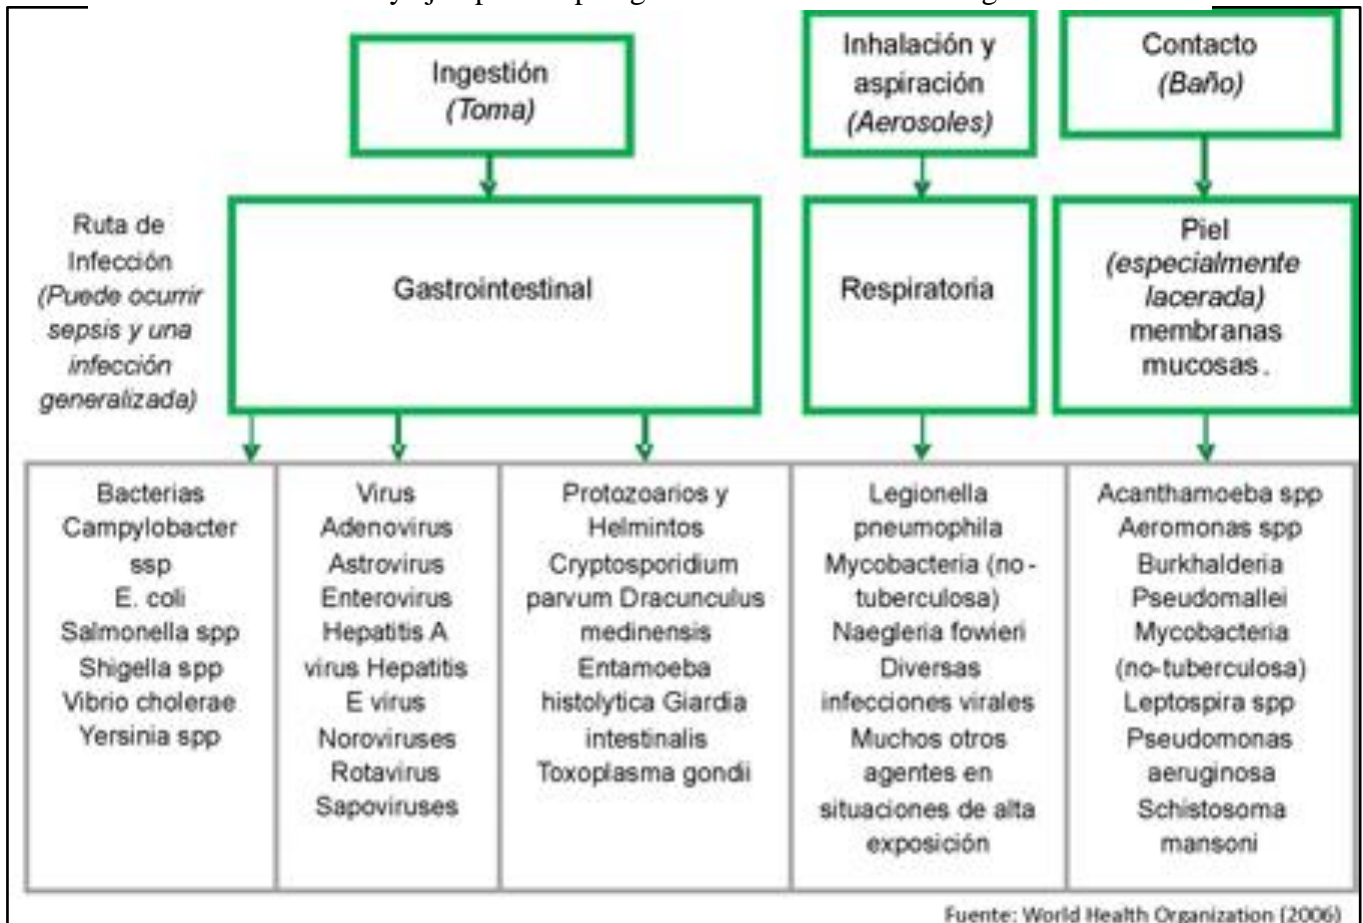 Ingestión
(Toma)
Inhalación y
aspiración
(Aerosoles)
Contacto
(Baño)
Ruta de
Infección
(Puede ocurrir
sepsis y una
infección
generalizada)
Gastrointestinal
Respiratoria
Piel
(especialmente
lacerada)
membranas
mucosas.
Bacterias
Campylobacter
ssp
E. coli
Salmonella spp
Shigella spp
Vibrio cholerae
Yersinia spp
Virus
Adenovirus
Astrovirus
Enterovirus
Hepatitis A
virus Hepatitis
E virus
Noroviruses
Rotavirus
Sapoviruses
Protozoarios y
Helmintos
Cryptosporidium
parvum Dracunculus
medinensis
Entamoeba
histolytica Giardia
intestinalis
Toxoplasma gondii
Legionella
pneumophila
Mycobacteria (no-
tuberculosa)
Naegleria fowieri
Diversas
infecciones virales
Muchos otros
agentes en
situaciones de alta
exposición
Acanthamoeba spp
Aeromonas spp
Burkhalderia
Pseudomallei
Mycobacteria
(no-tuberculosa)
Leptospira spp
Pseudomonas
aeruginosa
Schistosoma
mansoni
Fuente: World Health Organization (2006)